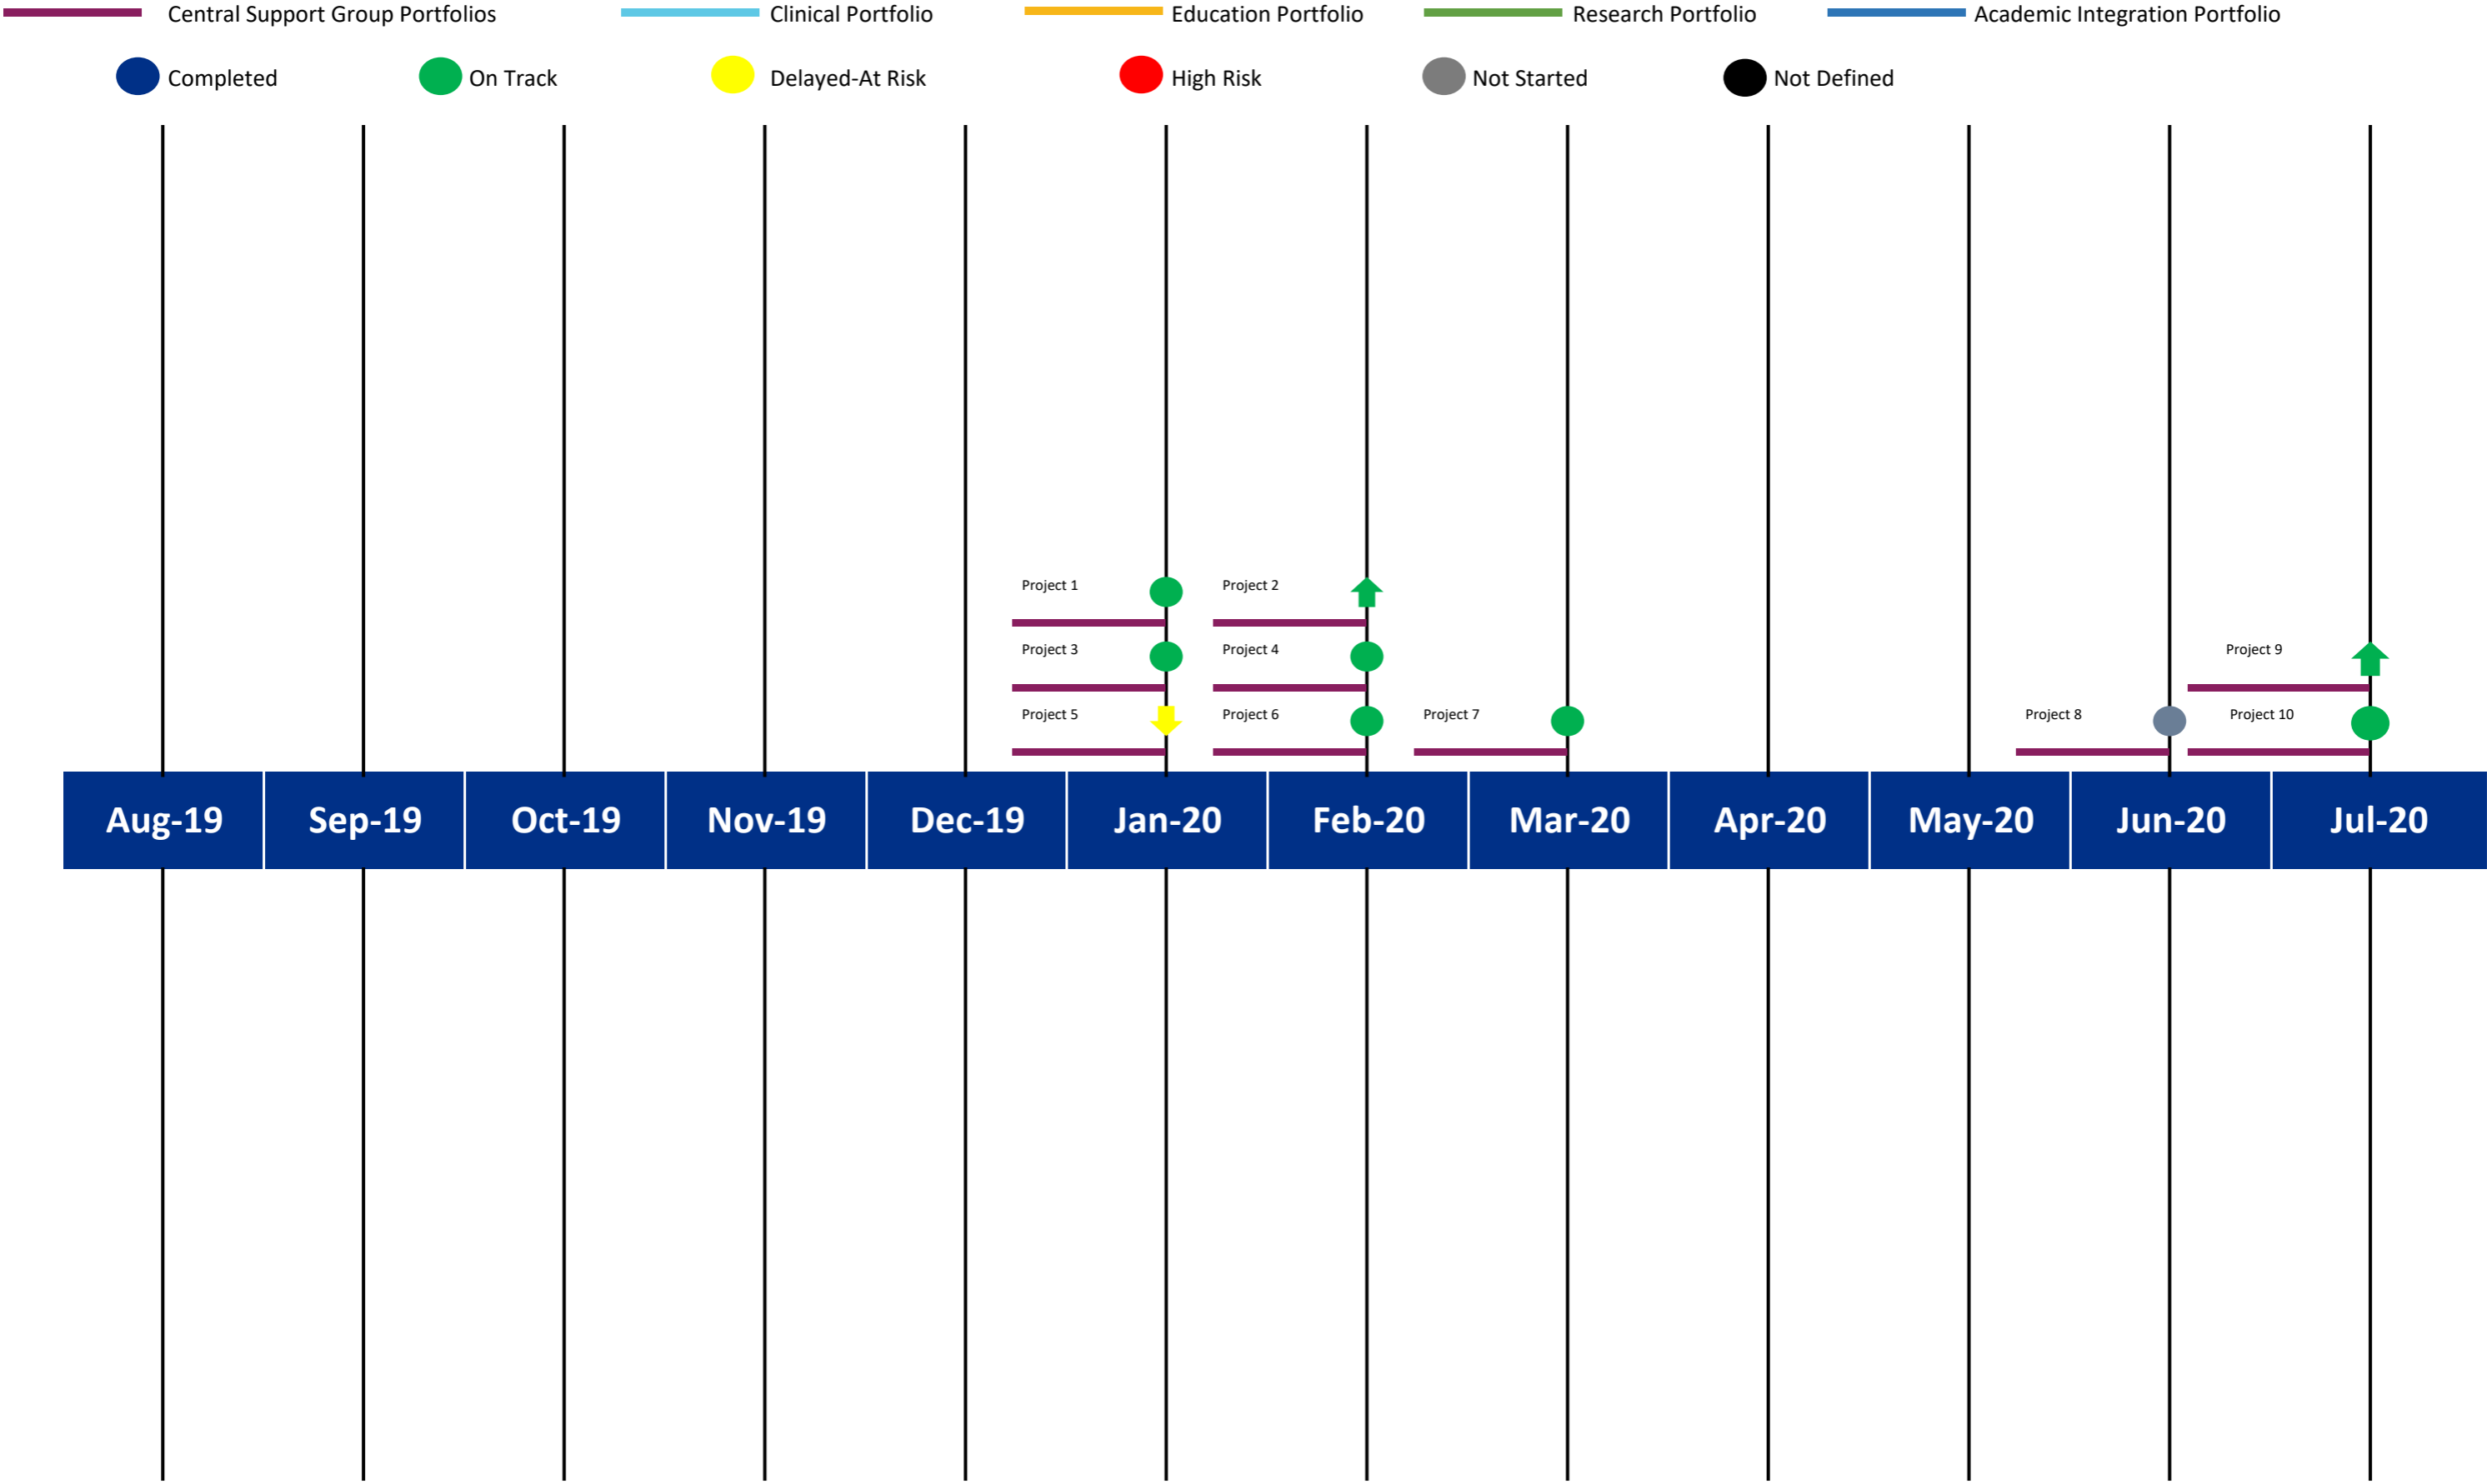 Central Support Group Portfolios
Clinical Portfolio
Education Portfolio
Research Portfolio
Academic Integration Portfolio
Completed
On Track
Delayed-At Risk
High Risk
Not Started
Not Defined
Project 1
Project 2
Project 3
Project 4
Project 9
Project 5
Project 6
Project 7
Project 8
Project 10
Aug-19
Sep-19
Oct-19
Nov-19
Dec-19
Jan-20
Feb-20
Mar-20
Apr-20
May-20
Jun-20
Jul-20